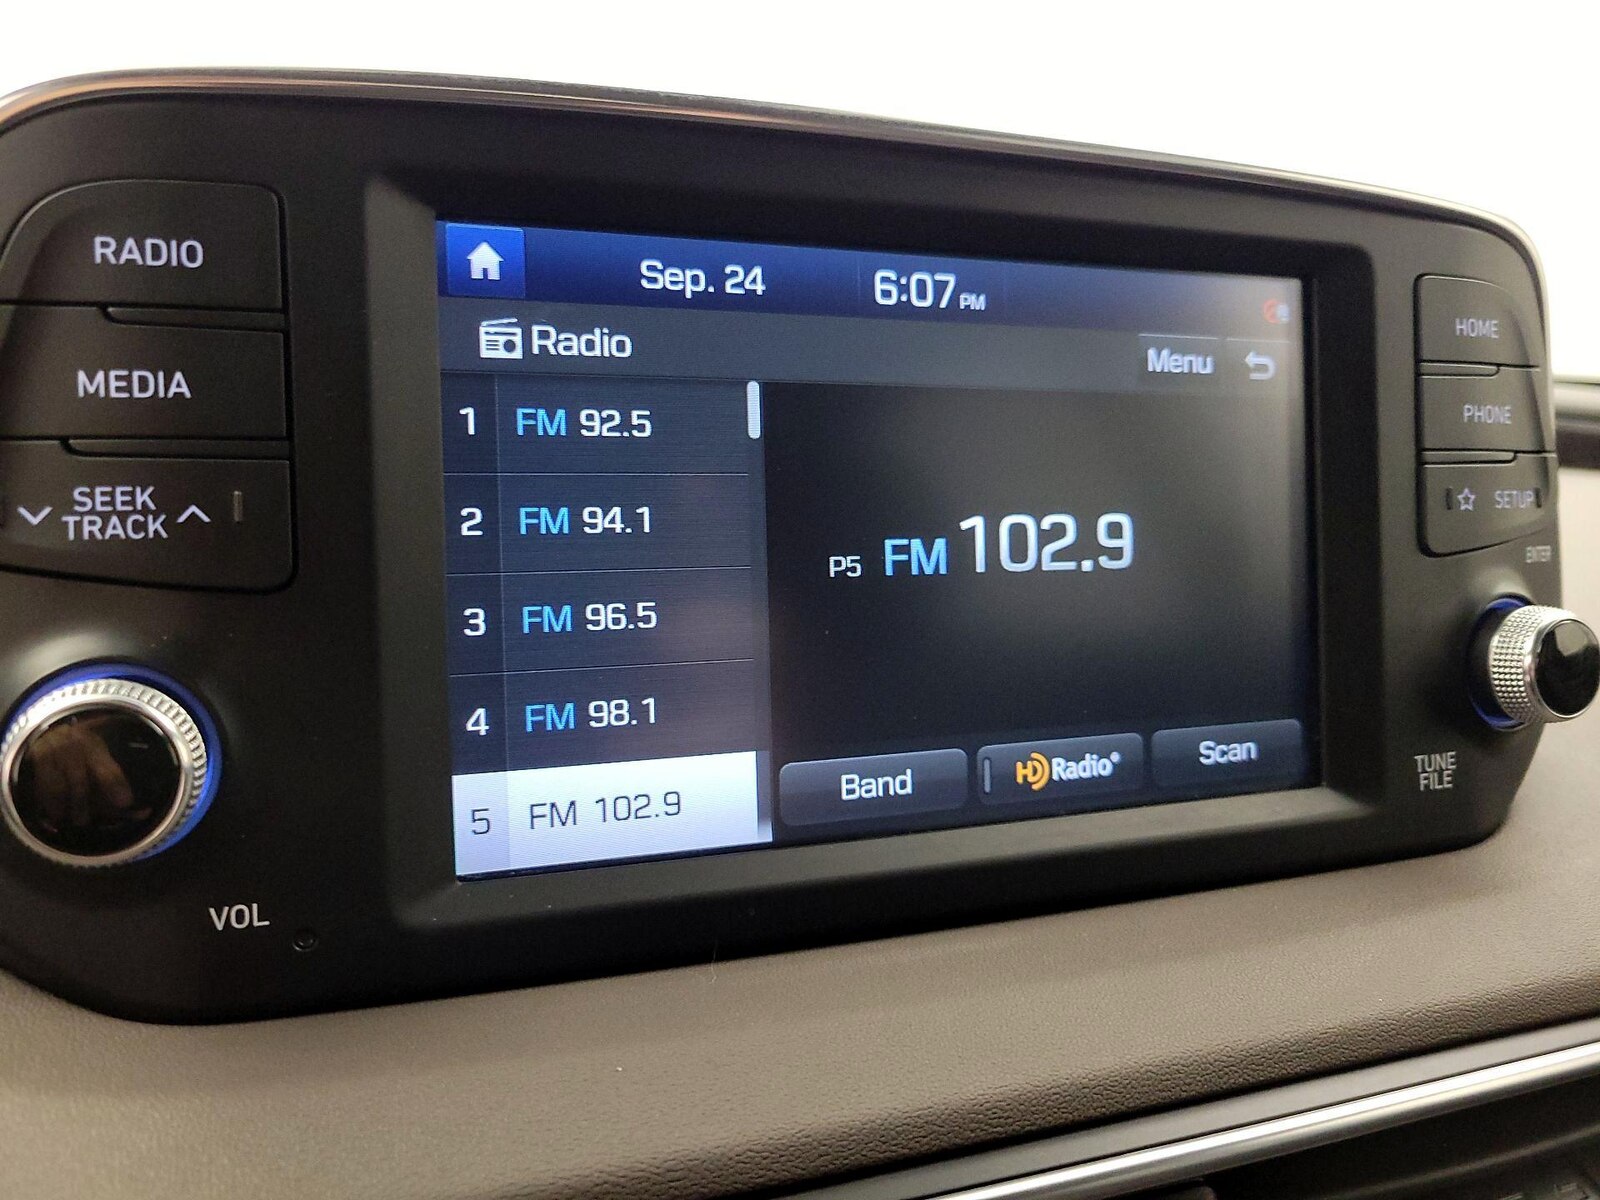 RADIO
MEDIA
SEEK
TRACK
VOL
Sep. 24 6:07 PM
Radio
Menu
1 FM 92.5
2 FM 94.1
3 FM 96.5
4 FM 98.1
5 FM 102.9
P5 FM 102.9
Band
HD Radio®
Scan
HOME
PHONE
SETUP
ENTER
TUNE
FILE